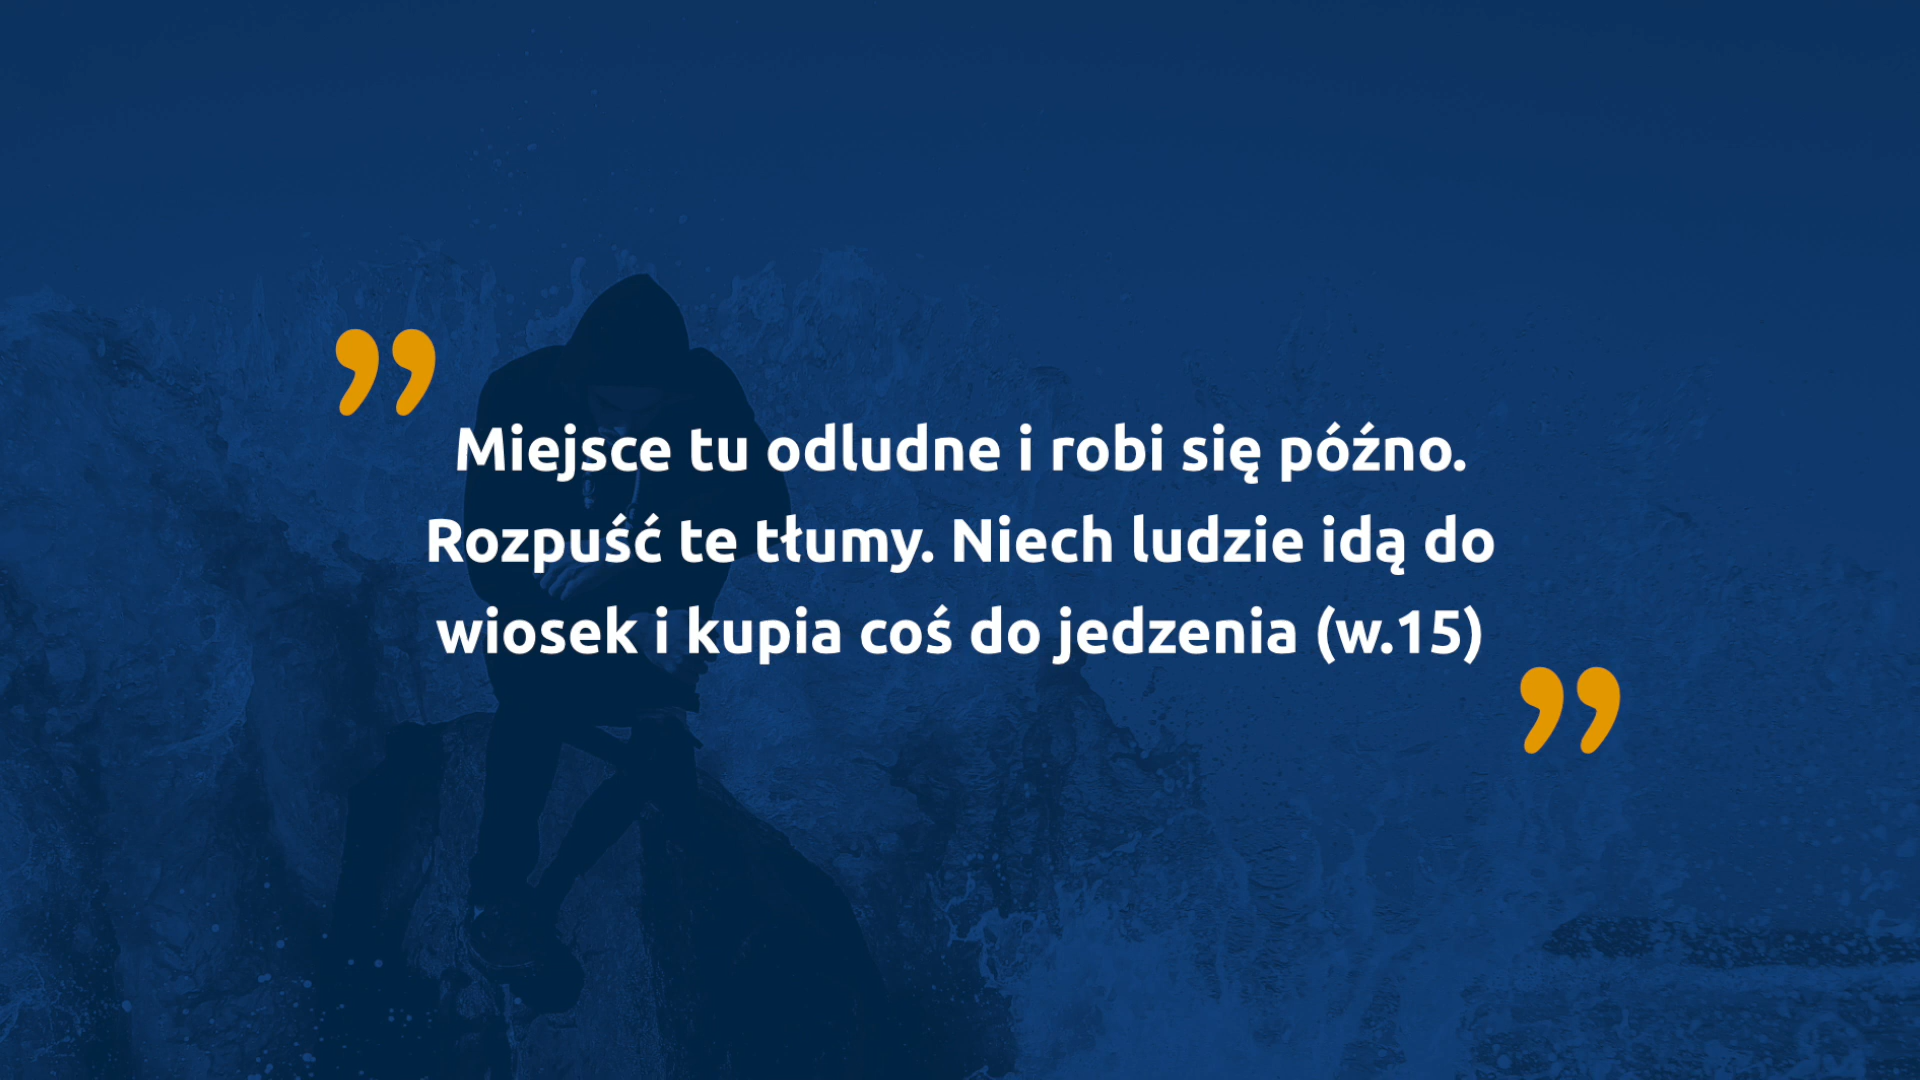 ”
Miejsce tu odludne i robi się późno.
Rozpuść te tłumy. Niech ludzie idą do
wiosek i kupia coś do jedzenia (w.15)
”